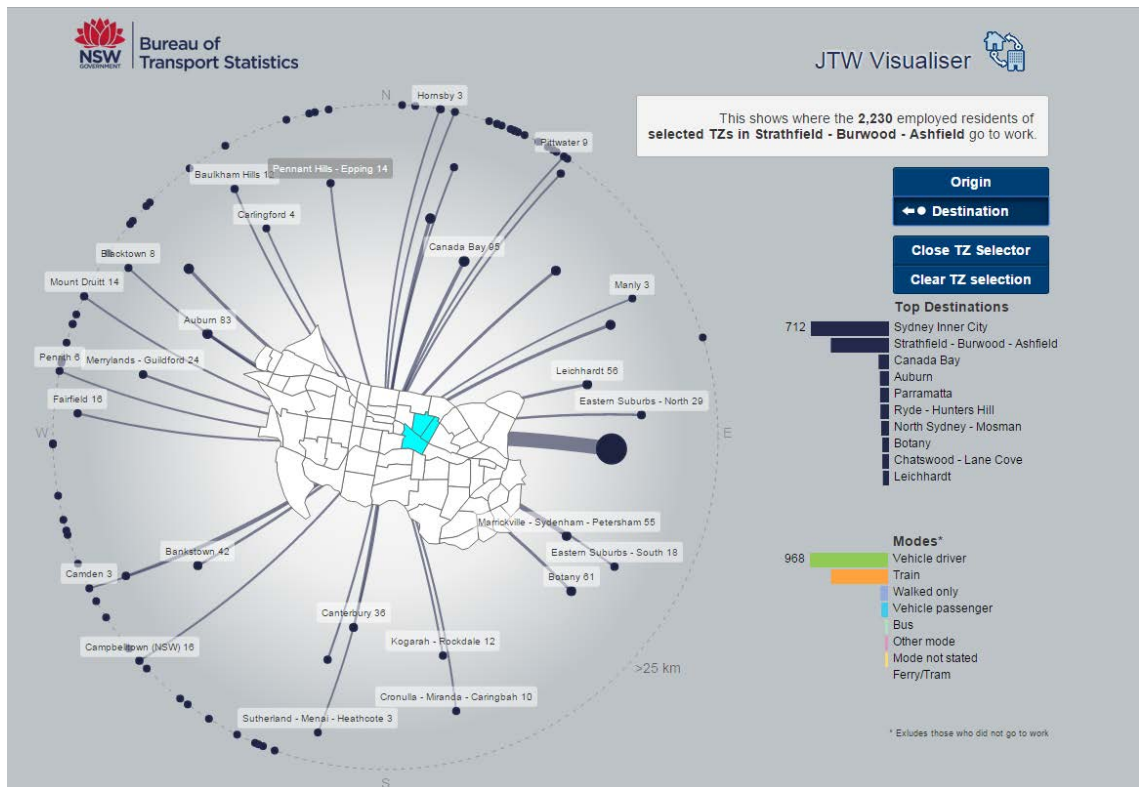 NSW
GOVERNMENT
Bureau of
Transport Statistics
JTW Visualiser
This shows where the 2,230 employed residents of
selected TZs in Strathfield - Burwood - Ashfield go to work.
Origin
Destination
Close TZ Selector
Clear TZ selection
Top Destinations
712 Sydney Inner City
Strathfield - Burwood - Ashfield
Canada Bay
Auburn
Parramatta
Ryde - Hunters Hill
North Sydney - Mosman
Botany
Chatswood - Lane Cove
Leichhardt
Modes*
968 Vehicle driver
Train
Walked only
Vehicle passenger
Bus
Other mode
Mode not stated
Ferry/Tram
* Exludes those who did not go to work
N
Hornsby 3
Pittwater 9
Pennant Hills - Epping 14
Baulkham Hills
Carlingford 4
Canada Bay 95
Blacktown 8
Mount Druitt 14
Manly 3
Auburn 83
Penrith 6
Merrylands - Guildford 24
Leichhardt 56
Fairfield 16
Eastern Suburbs - North 29
W
E
Marrickville - Sydenham - Petersham 55
Bankstown 42
Eastern Suburbs - South 18
Camden 3
Botany 61
Canterbury 36
Kogarah - Rockdale 12
Campbelltown (NSW) 16
>25 km
Cronulla - Miranda - Caringbah 10
Sutherland - Menai - Heathcote 3
S